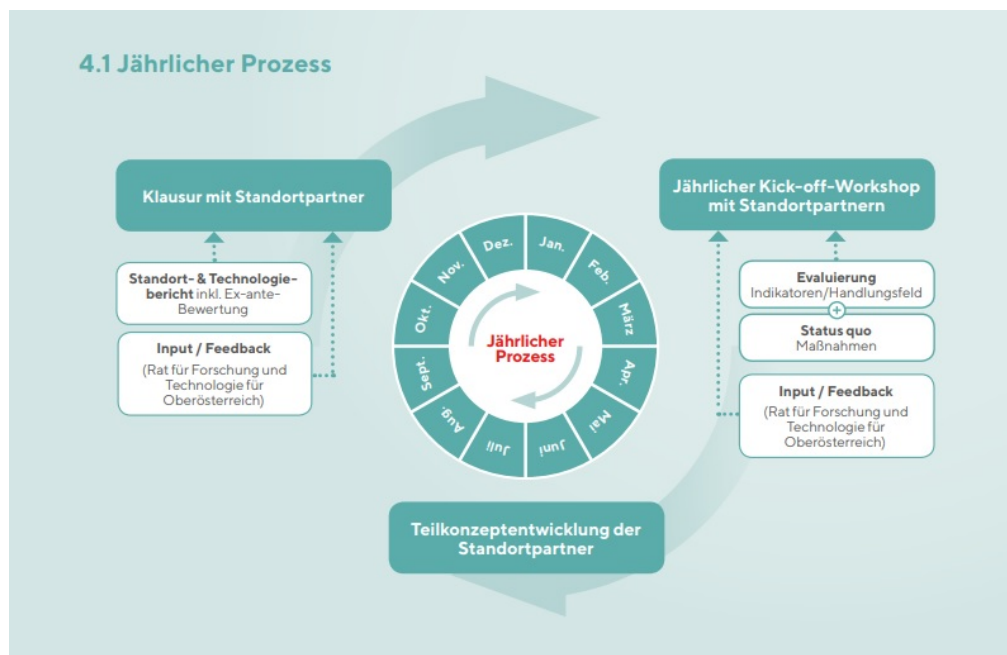 4.1 Jährlicher Prozess
Klausur mit Standortpartner
Standort- & Technologie-
bericht inkl. Ex-ante-
Bewertung
Input / Feedback
(Rat für Forschung und
Technologie für
Oberösterreich)
Jan.
Feb.
März
Apr.
Mai
Juni
Juli
Aug.
Sept.
Okt.
Nov.
Dez.
Jährlicher
Prozess
Jährlicher Kick-off-Workshop
mit Standortpartnern
Evaluierung
Indikatoren/Handlungsfeld
+
Status quo
Maßnahmen
Input / Feedback
(Rat für Forschung und
Technologie für
Oberösterreich)
Teilkonzeptentwicklung der
Standortpartner